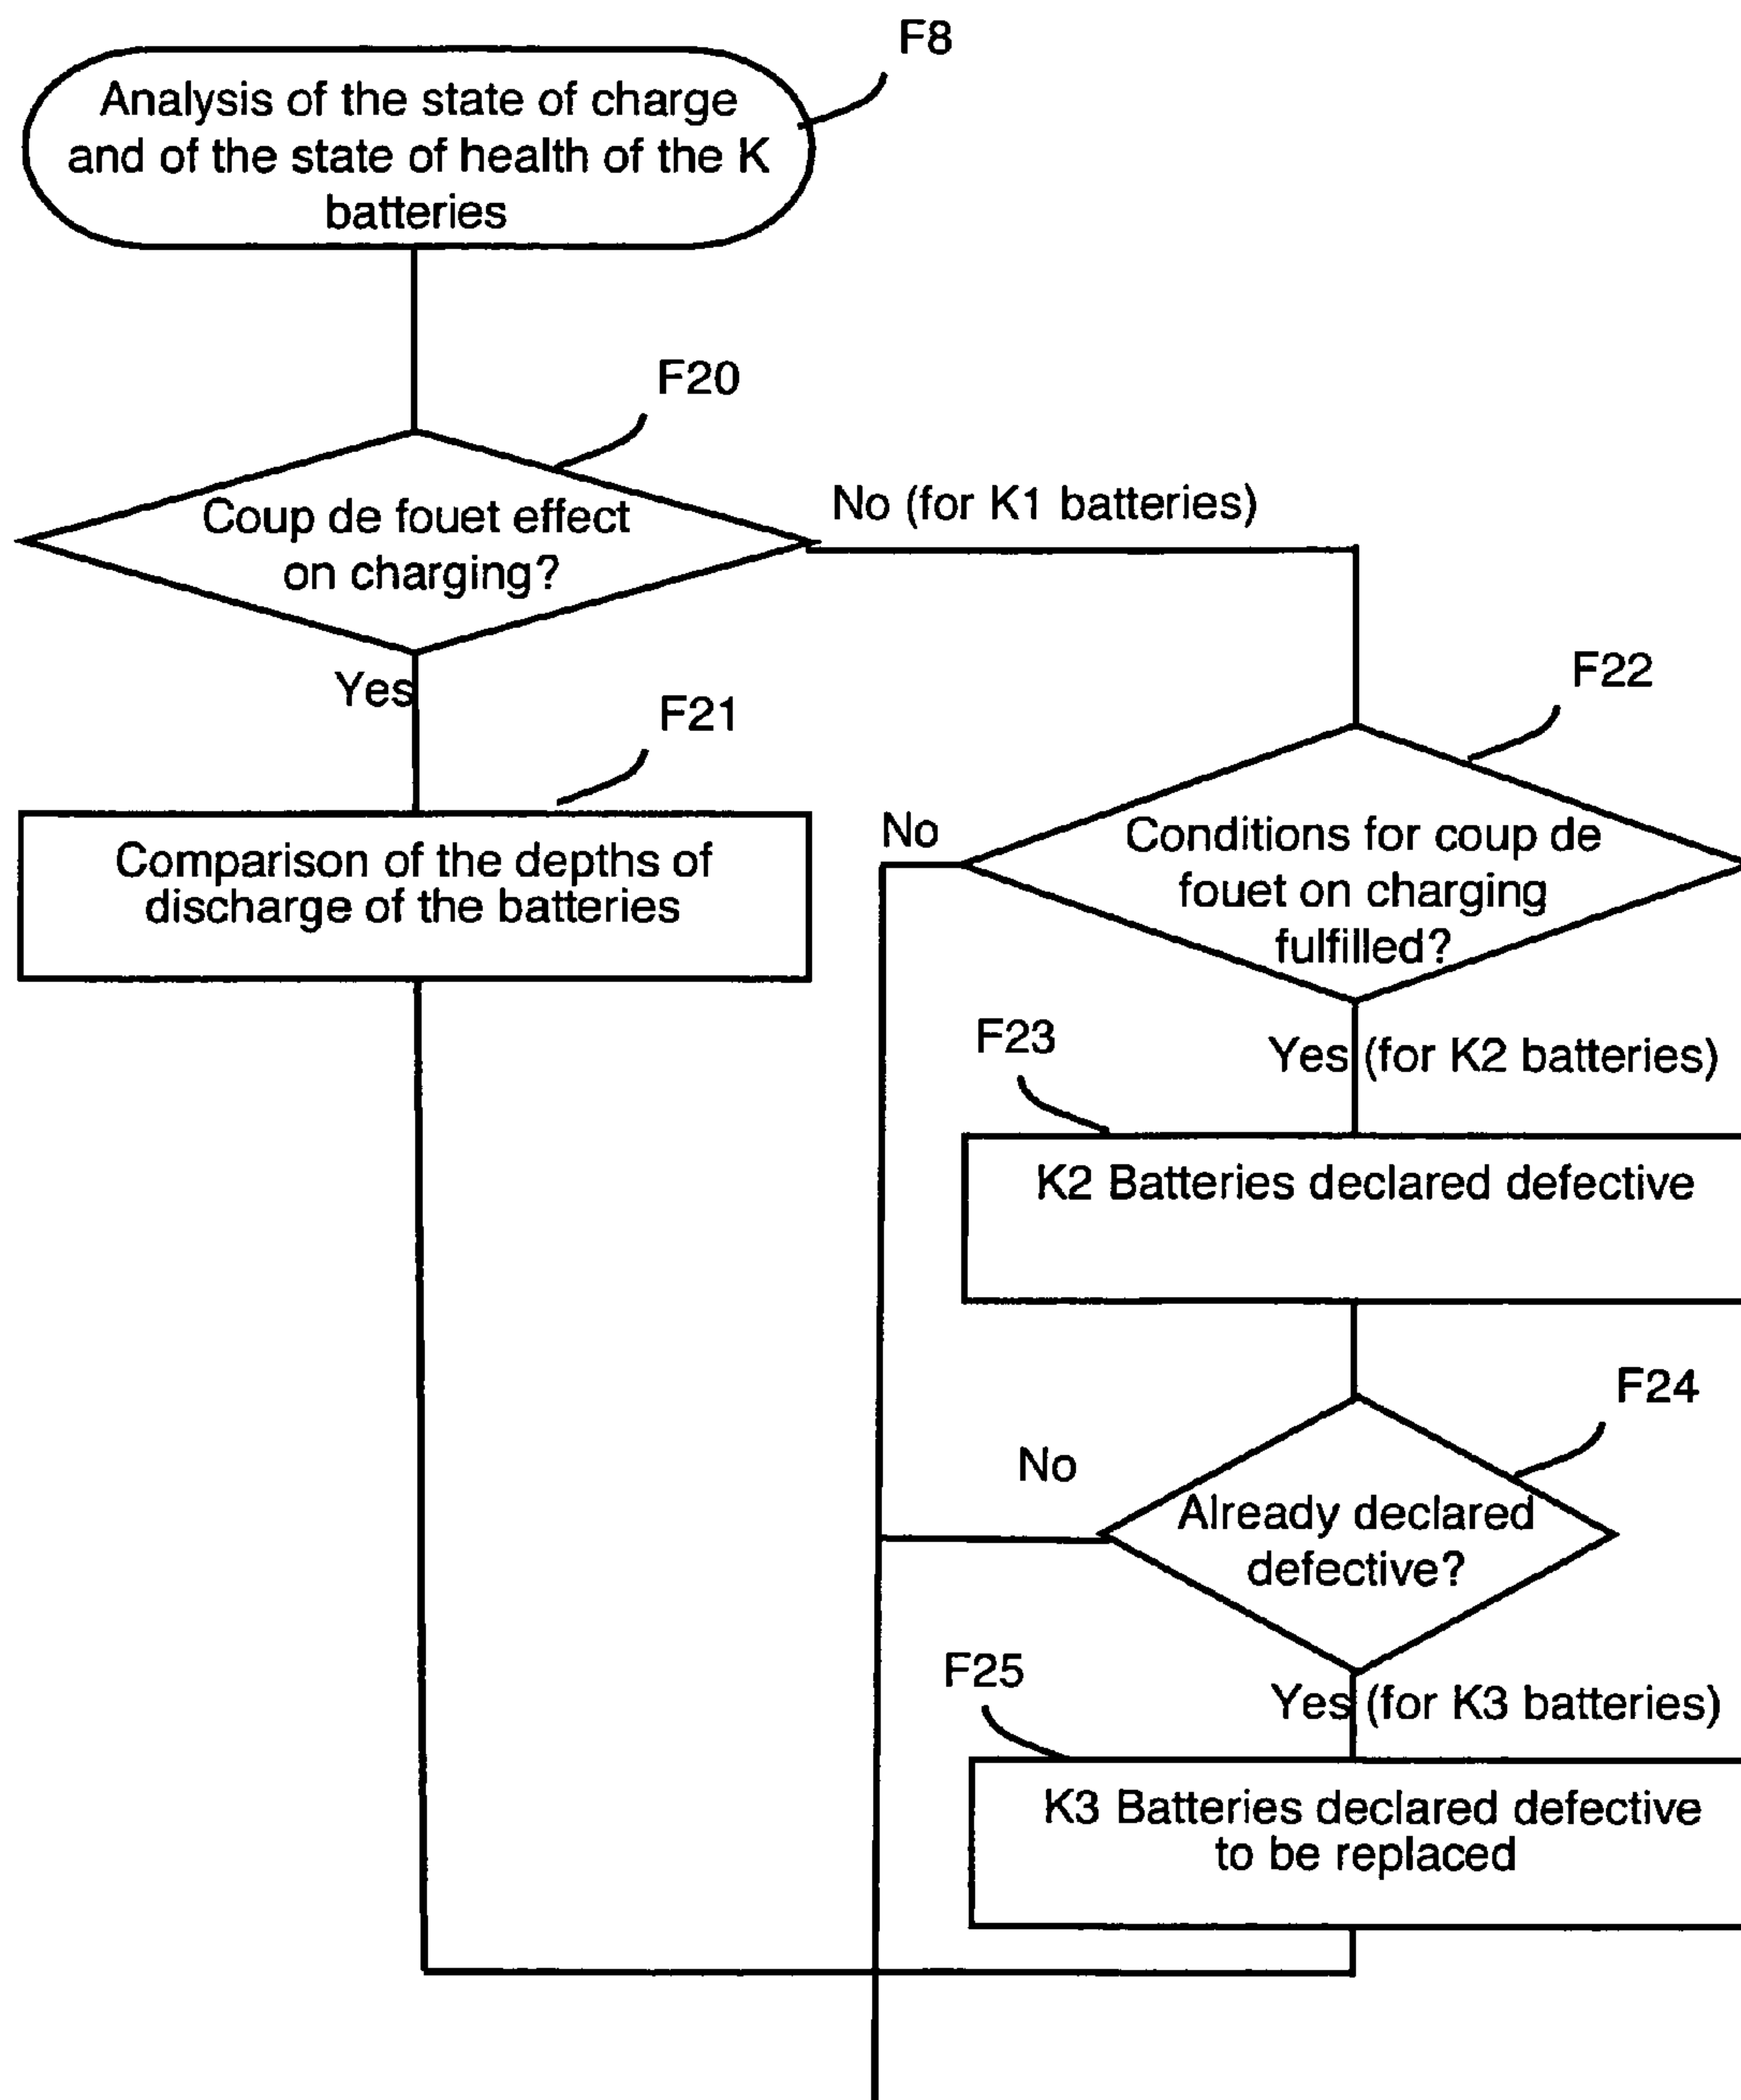 F8
Analysis of the state of charge
and of the state of health of the K
batteries
F20
Coup de fouet effect
on charging?
No (for K1 batteries)
Yes
F21
Comparison of the depths of
discharge of the batteries
F22
No
Conditions for coup de
fouet on charging
fulfilled?
Yes (for K2 batteries)
F23
K2 Batteries declared defective
F24
No
Already declared
defective?
Yes (for K3 batteries)
F25
K3 Batteries declared defective
to be replaced